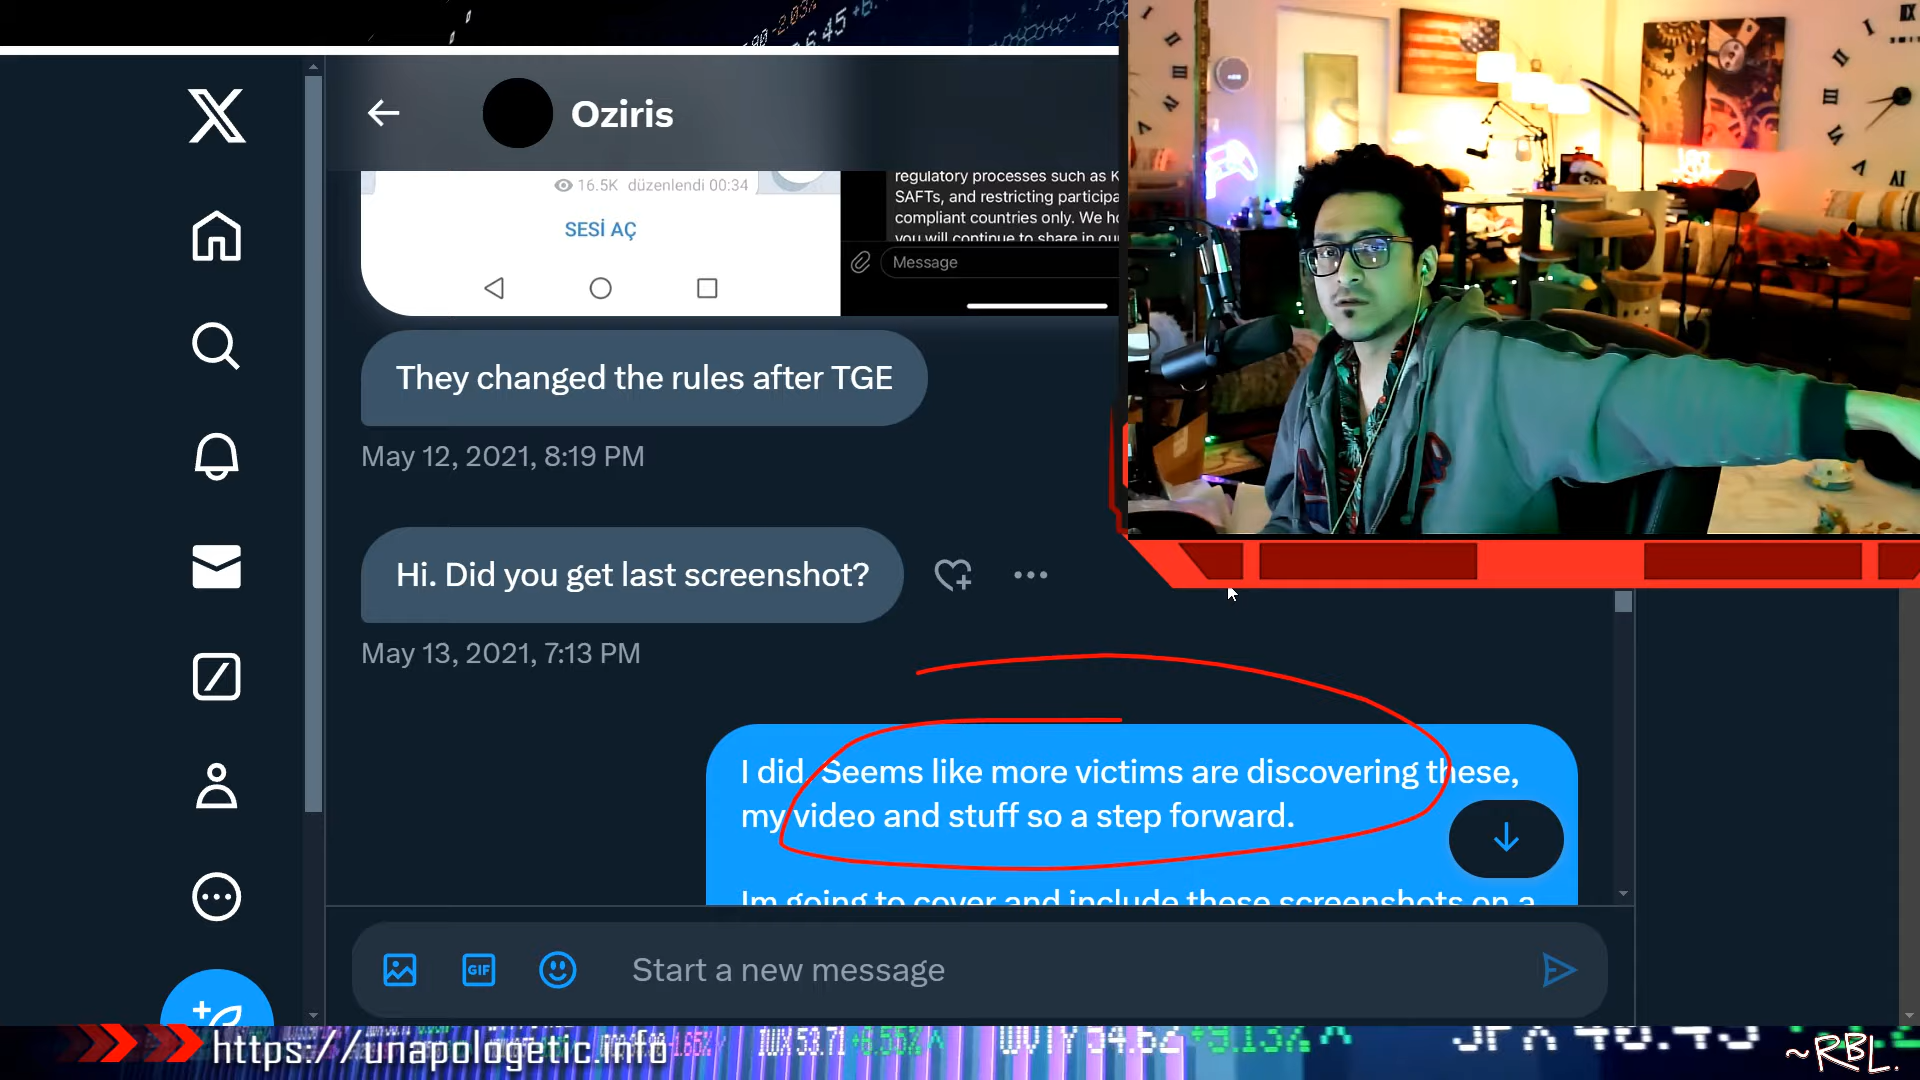 Oziris
16.5K düzenlendi 00:34
SESİ AÇ
regulatory processes such as K
SAFTs, and restricting participa
compliant countries only. We ho
you will continue to share in our
Message
They changed the rules after TGE
May 12, 2021, 8:19 PM
Hi. Did you get last screenshot?
May 13, 2021, 7:13 PM
I did. Seems like more victims are discovering these,
my video and stuff so a step forward.
Im going to cover and include these screenshots on a
GIF
Start a new message
https://unapologetic.info
~RBL.